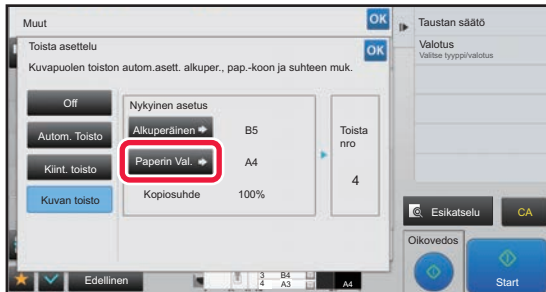 Muut
OK
Taustan säätö
Toista asettelu
OK
Valotus
Valitse tyyppi/valotus
Kuvapuolen toiston autom.asett. alkuper., pap.-koon ja suhteen muk.
Off
Nykyinen asetus
Autom. Toisto
Alkuperäinen
B5
Toista
nro
Kiint. toisto
Paperin Val.
A4
4
Kuvan toisto
Kopiosuhde
100%
Esikatselu
CA
Oikovedos
Edellinen
3 B4
4 A3
A4
Start